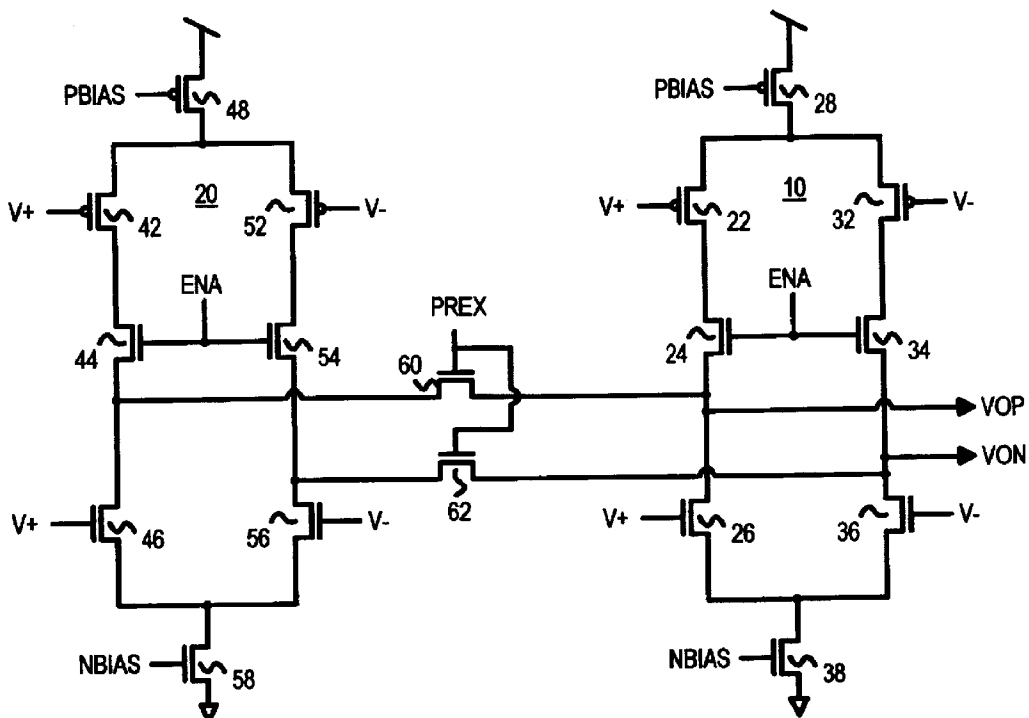 PBIAS 48 PBIAS 28
V+ 42 20 52 V- V+ 22 10 32 V-
ENA ENA
PREX
44 54 60 24 34
VOP
VON
62
V+ 46 56 V- V+ 26 36 V-
NBIAS 58 NBIAS 38